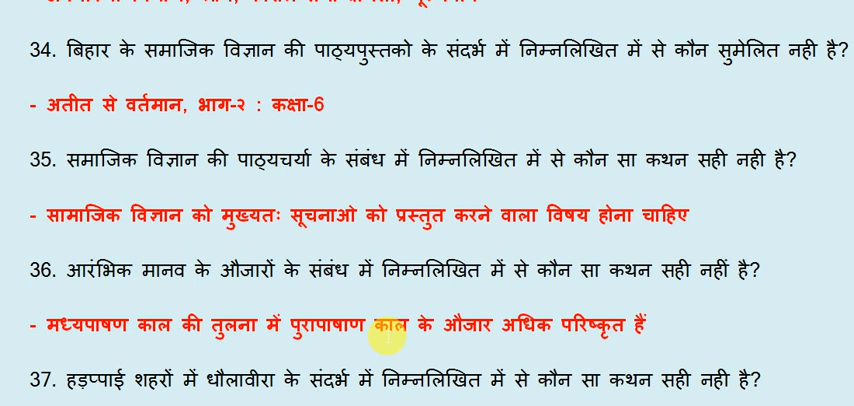 34. बिहार के समाजिक विज्ञान की पाठ्यपुस्तको के संदर्भ में निम्नलिखित में से कौन सुमेलित नही है?
- अतीत से वर्तमान, भाग-२ : कक्षा-6
35. समाजिक विज्ञान की पाठ्यचर्या के संबंध में निम्नलिखित में से कौन सा कथन सही नही है?
- सामाजिक विज्ञान को मुख्यतः सूचनाओ को प्रस्तुत करने वाला विषय होना चाहिए
36. आरंभिक मानव के औजारों के संबंध में निम्नलिखित में से कौन सा कथन सही नहीं है?
- मध्यपाषण काल की तुलना में पुरापाषाण काल के औजार अधिक परिष्कृत हैं
37. हड़प्पाई शहरों में धौलावीरा के संदर्भ में निम्नलिखित में से कौन सा कथन सही नही है?